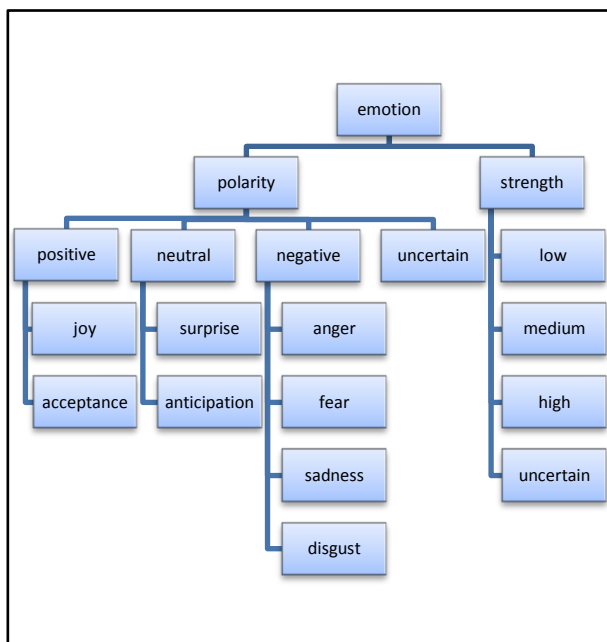 emotion
polarity
strength
positive
neutral
negative
uncertain
low
joy
surprise
anger
medium
acceptance
anticipation
fear
high
sadness
uncertain
disgust